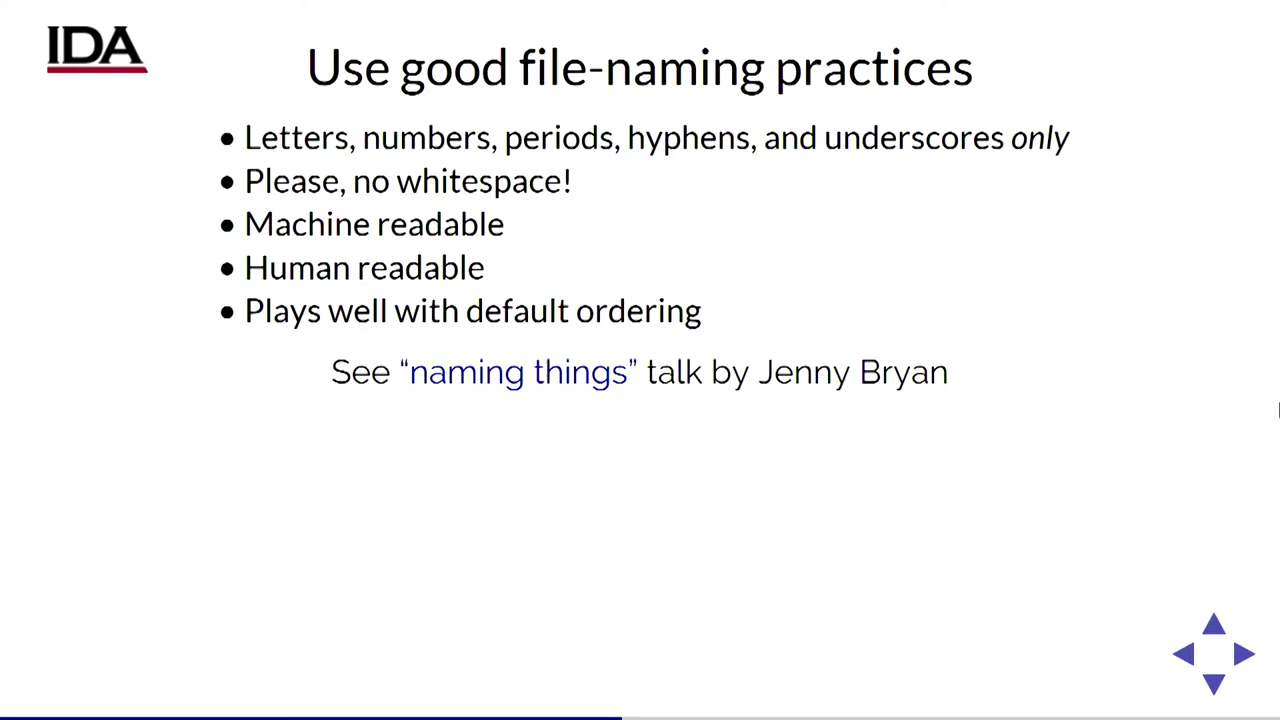 IDA
Use good file-naming practices
• Letters, numbers, periods, hyphens, and underscores only
• Please, no whitespace!
• Machine readable
• Human readable
• Plays well with default ordering
See “naming things” talk by Jenny Bryan